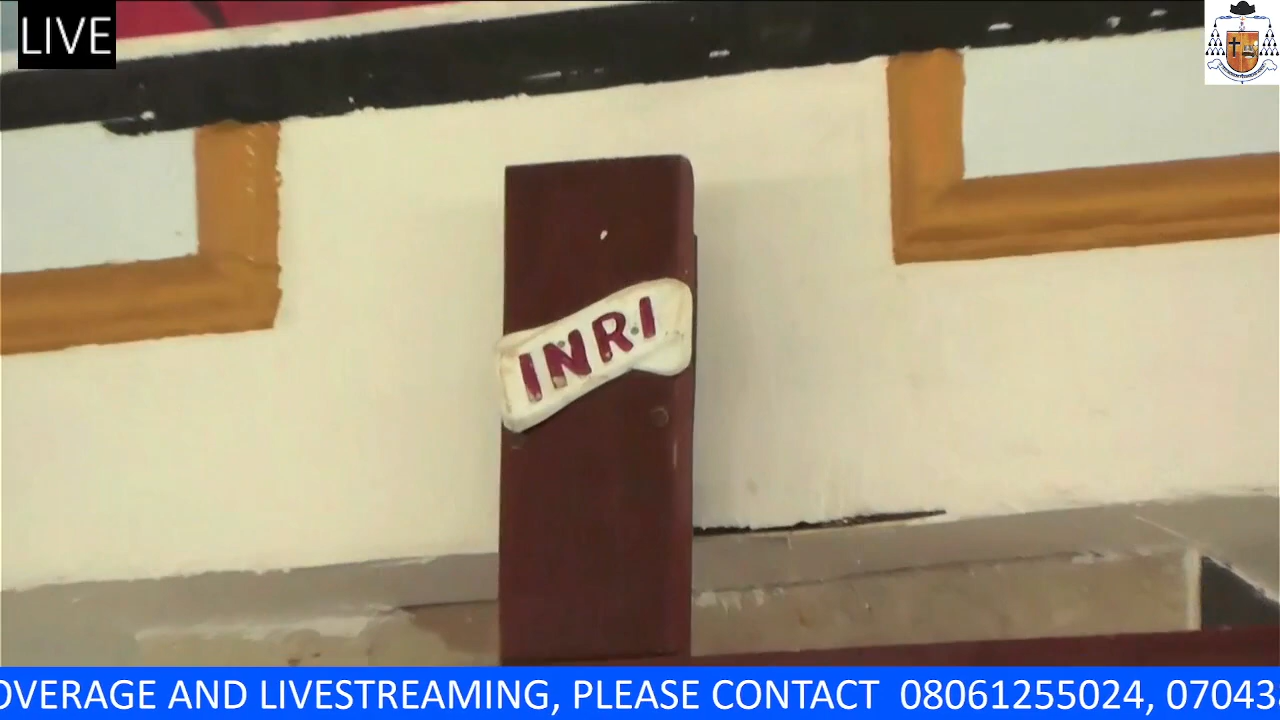 LIVE
INRI
OVERAGE AND LIVESTREAMING, PLEASE CONTACT 08061255024, 07043